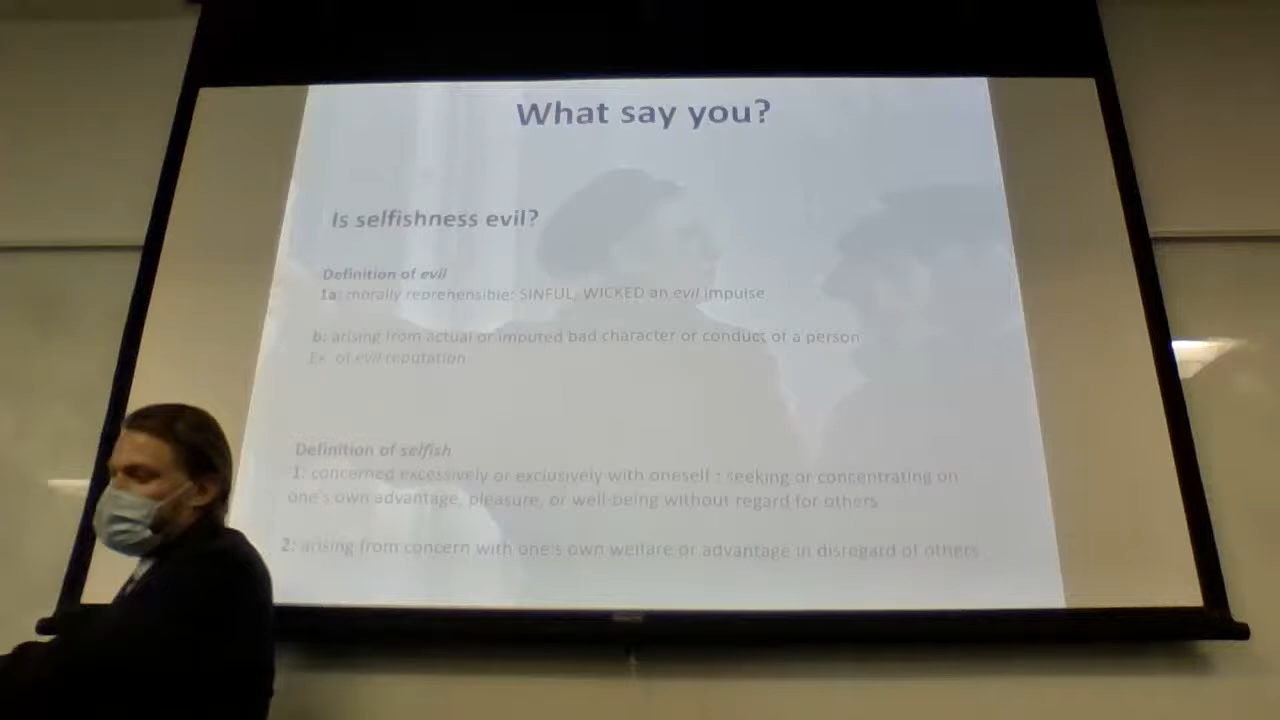 What say you?
Is selfishness evil?
Definition of evil
1a: morally reprehensible: SINFUL, WICKED an evil impulse
b: arising from actual or imputed bad character or conduct of a person
Ex of evil reputation
Definition of selfish
1: concerned excessively or exclusively with oneself : seeking or concentrating on
one's own advantage, pleasure, or well-being without regard for others
2: arising from concern with one's own welfare or advantage in disregard of others